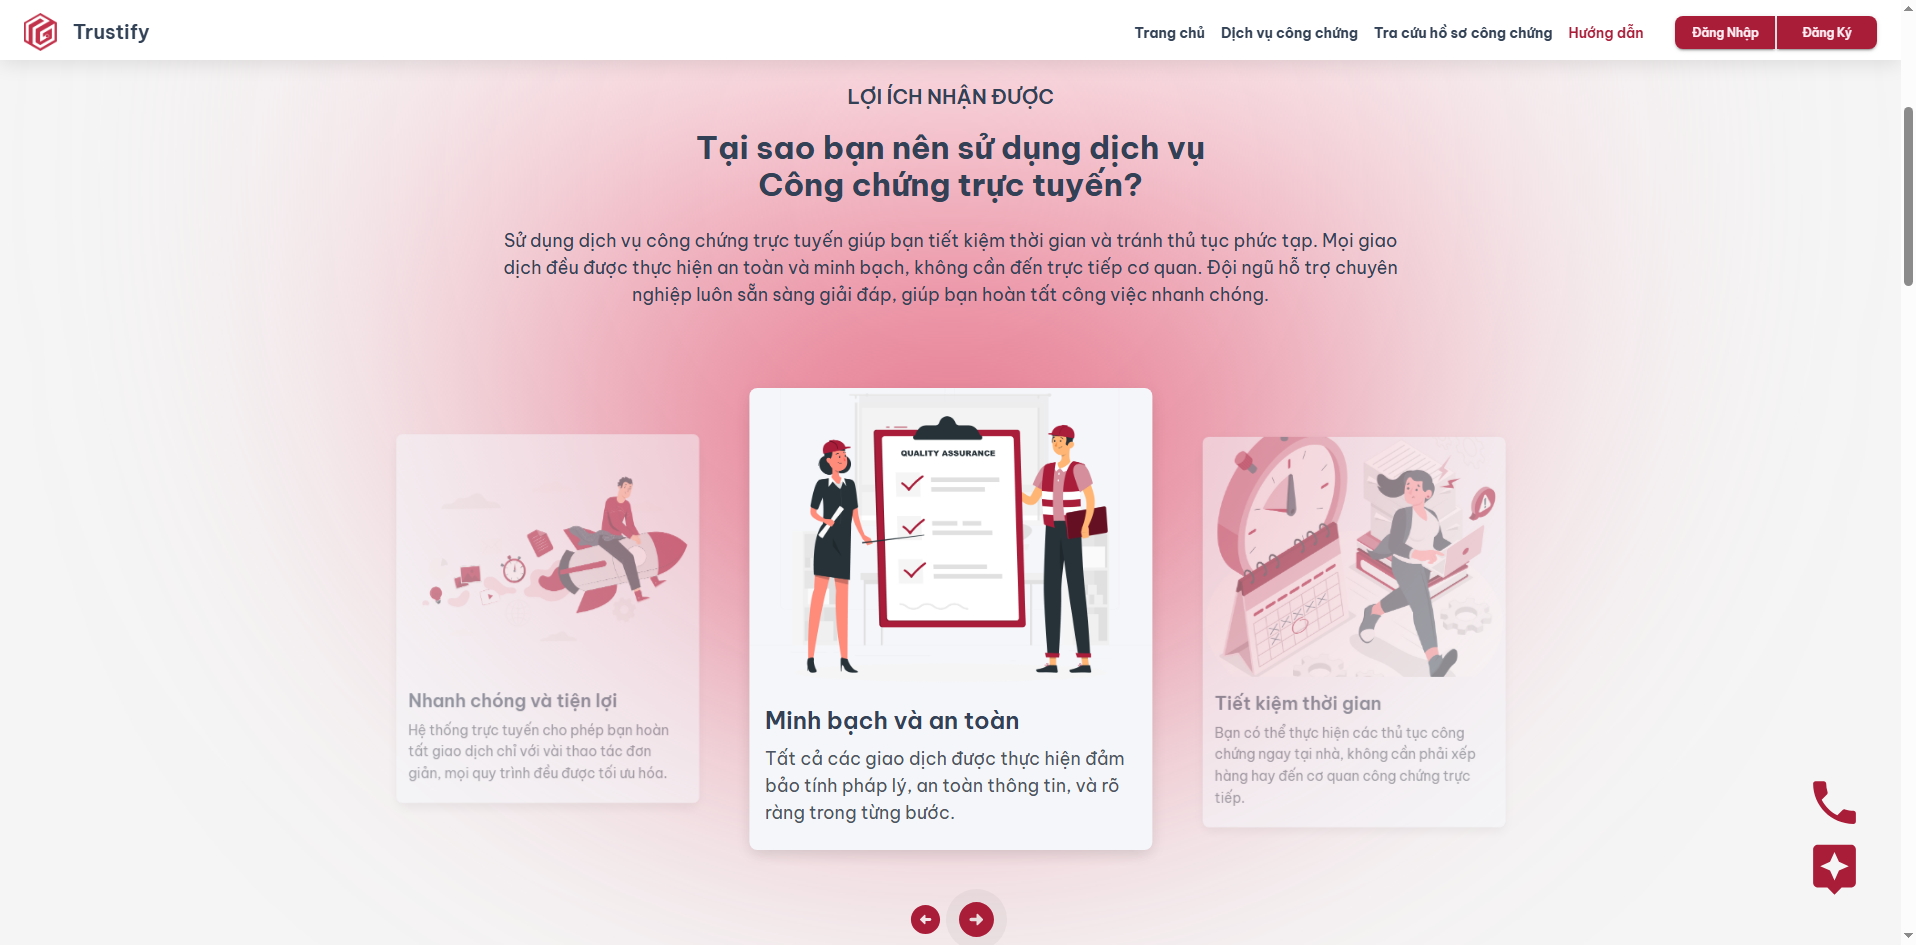 Trustify
Trang chủ
Dịch vụ công chứng
Tra cứu hồ sơ công chứng
Hướng dẫn
Đăng Nhập
Đăng Ký
LỢI ÍCH NHẬN ĐƯỢC
Tại sao bạn nên sử dụng dịch vụ
Công chứng trực tuyến?
Sử dụng dịch vụ công chứng trực tuyến giúp bạn tiết kiệm thời gian và tránh thủ tục phức tạp. Mọi giao
dịch đều được thực hiện an toàn và minh bạch, không cần đến trực tiếp cơ quan. Đội ngũ hỗ trợ chuyên
nghiệp luôn sẵn sàng giải đáp, giúp bạn hoàn tất công việc nhanh chóng.
Nhanh chóng và tiện lợi
Hệ thống trực tuyến cho phép bạn hoàn
tất giao dịch chỉ với vài thao tác đơn
giản, mọi quy trình đều được tối ưu hóa.
QUALITY ASSURANCE
Minh bạch và an toàn
Tất cả các giao dịch được thực hiện đảm
bảo tính pháp lý, an toàn thông tin, và rõ
ràng trong từng bước.
Tiết kiệm thời gian
Bạn có thể thực hiện các thủ tục công
chứng ngay tại nhà, không cần phải xếp
hàng hay đến cơ quan công chứng trực
tiếp.